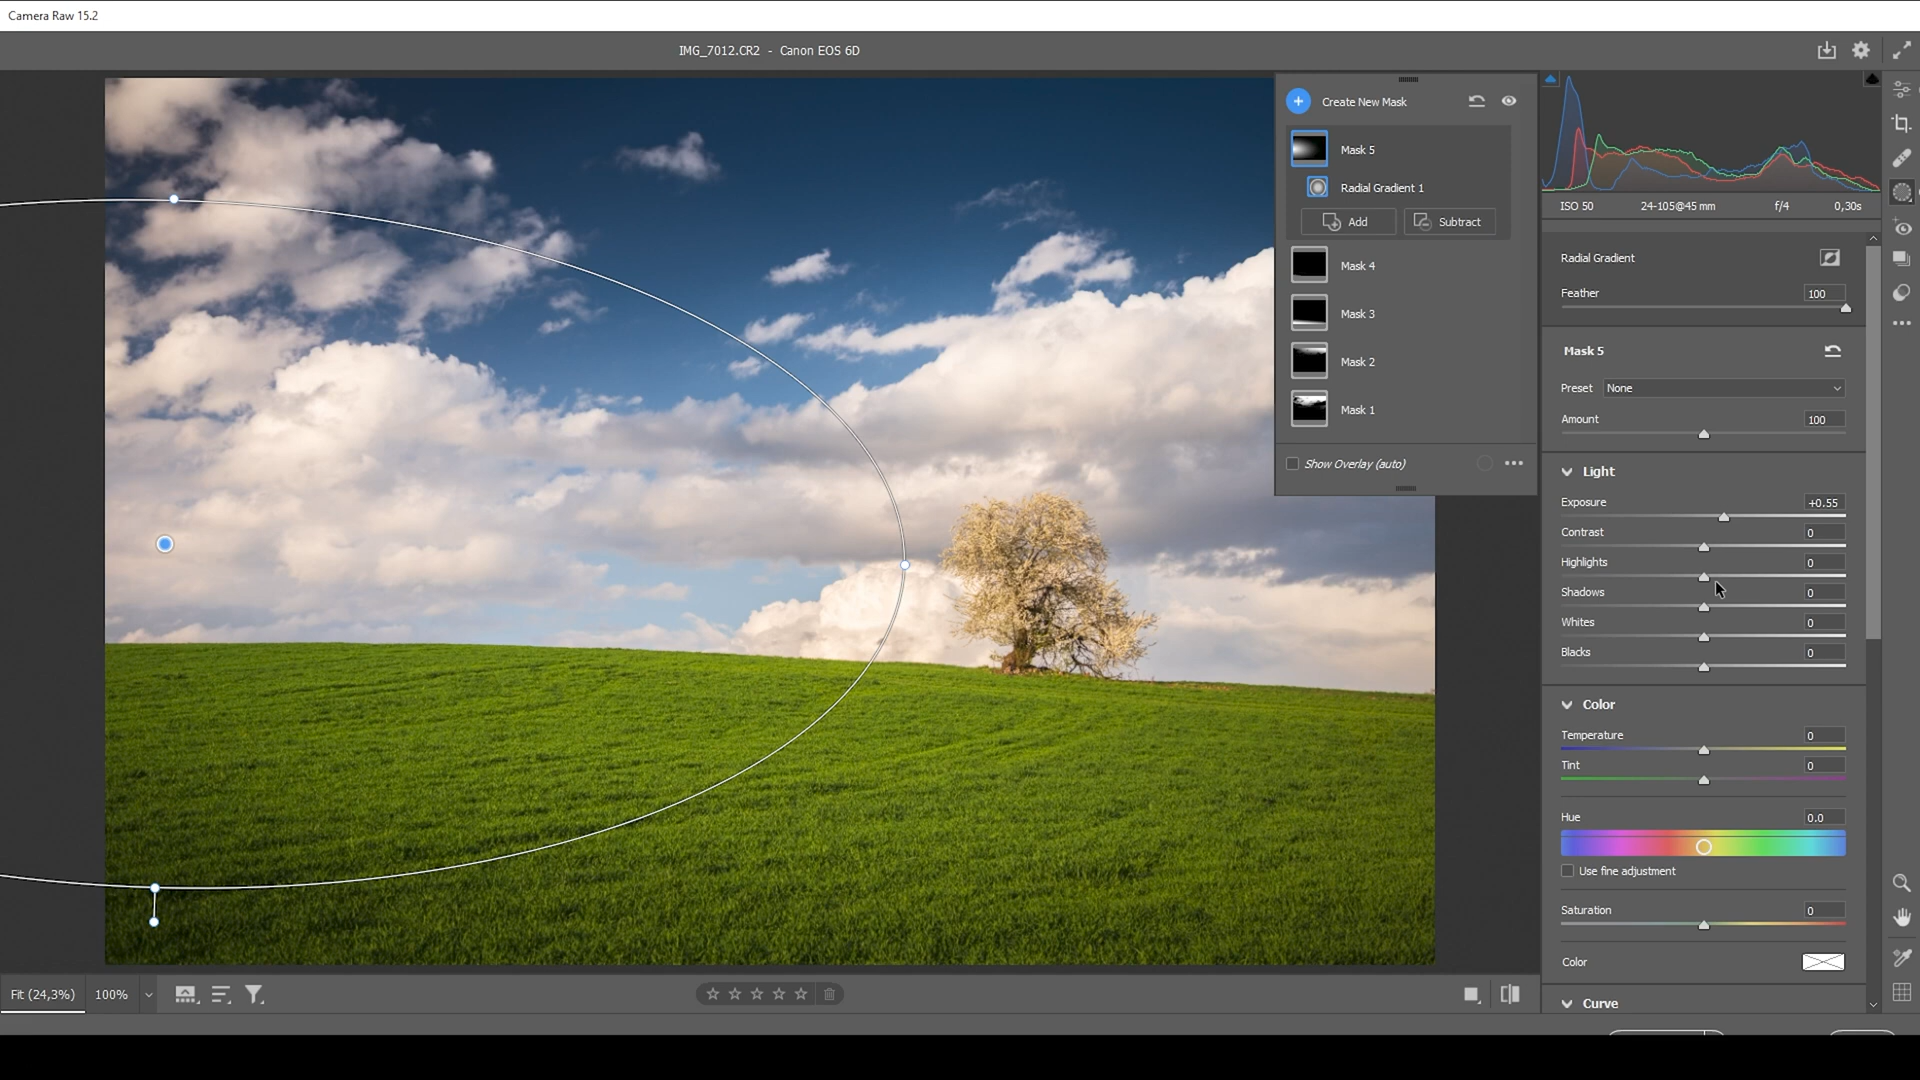 Camera Raw 15.2
IMG_7012.CR2 - Canon EOS 6D
Create New Mask
Mask 5
Radial Gradient 1
Add
Subtract
Mask 4
Mask 3
Mask 2
Mask 1
Show Overlay (auto)
ISO 50 24-105@45 mm f/4 0,30s
Radial Gradient
Feather 100
Mask 5
Preset None
Amount 100
Light
Exposure +0.55
Contrast 0
Highlights 0
Shadows 0
Whites 0
Blacks 0
Color
Temperature 0
Tint 0
Hue 0.0
Use fine adjustment
Saturation 0
Color
Curve
Fit (24,3%) 100%